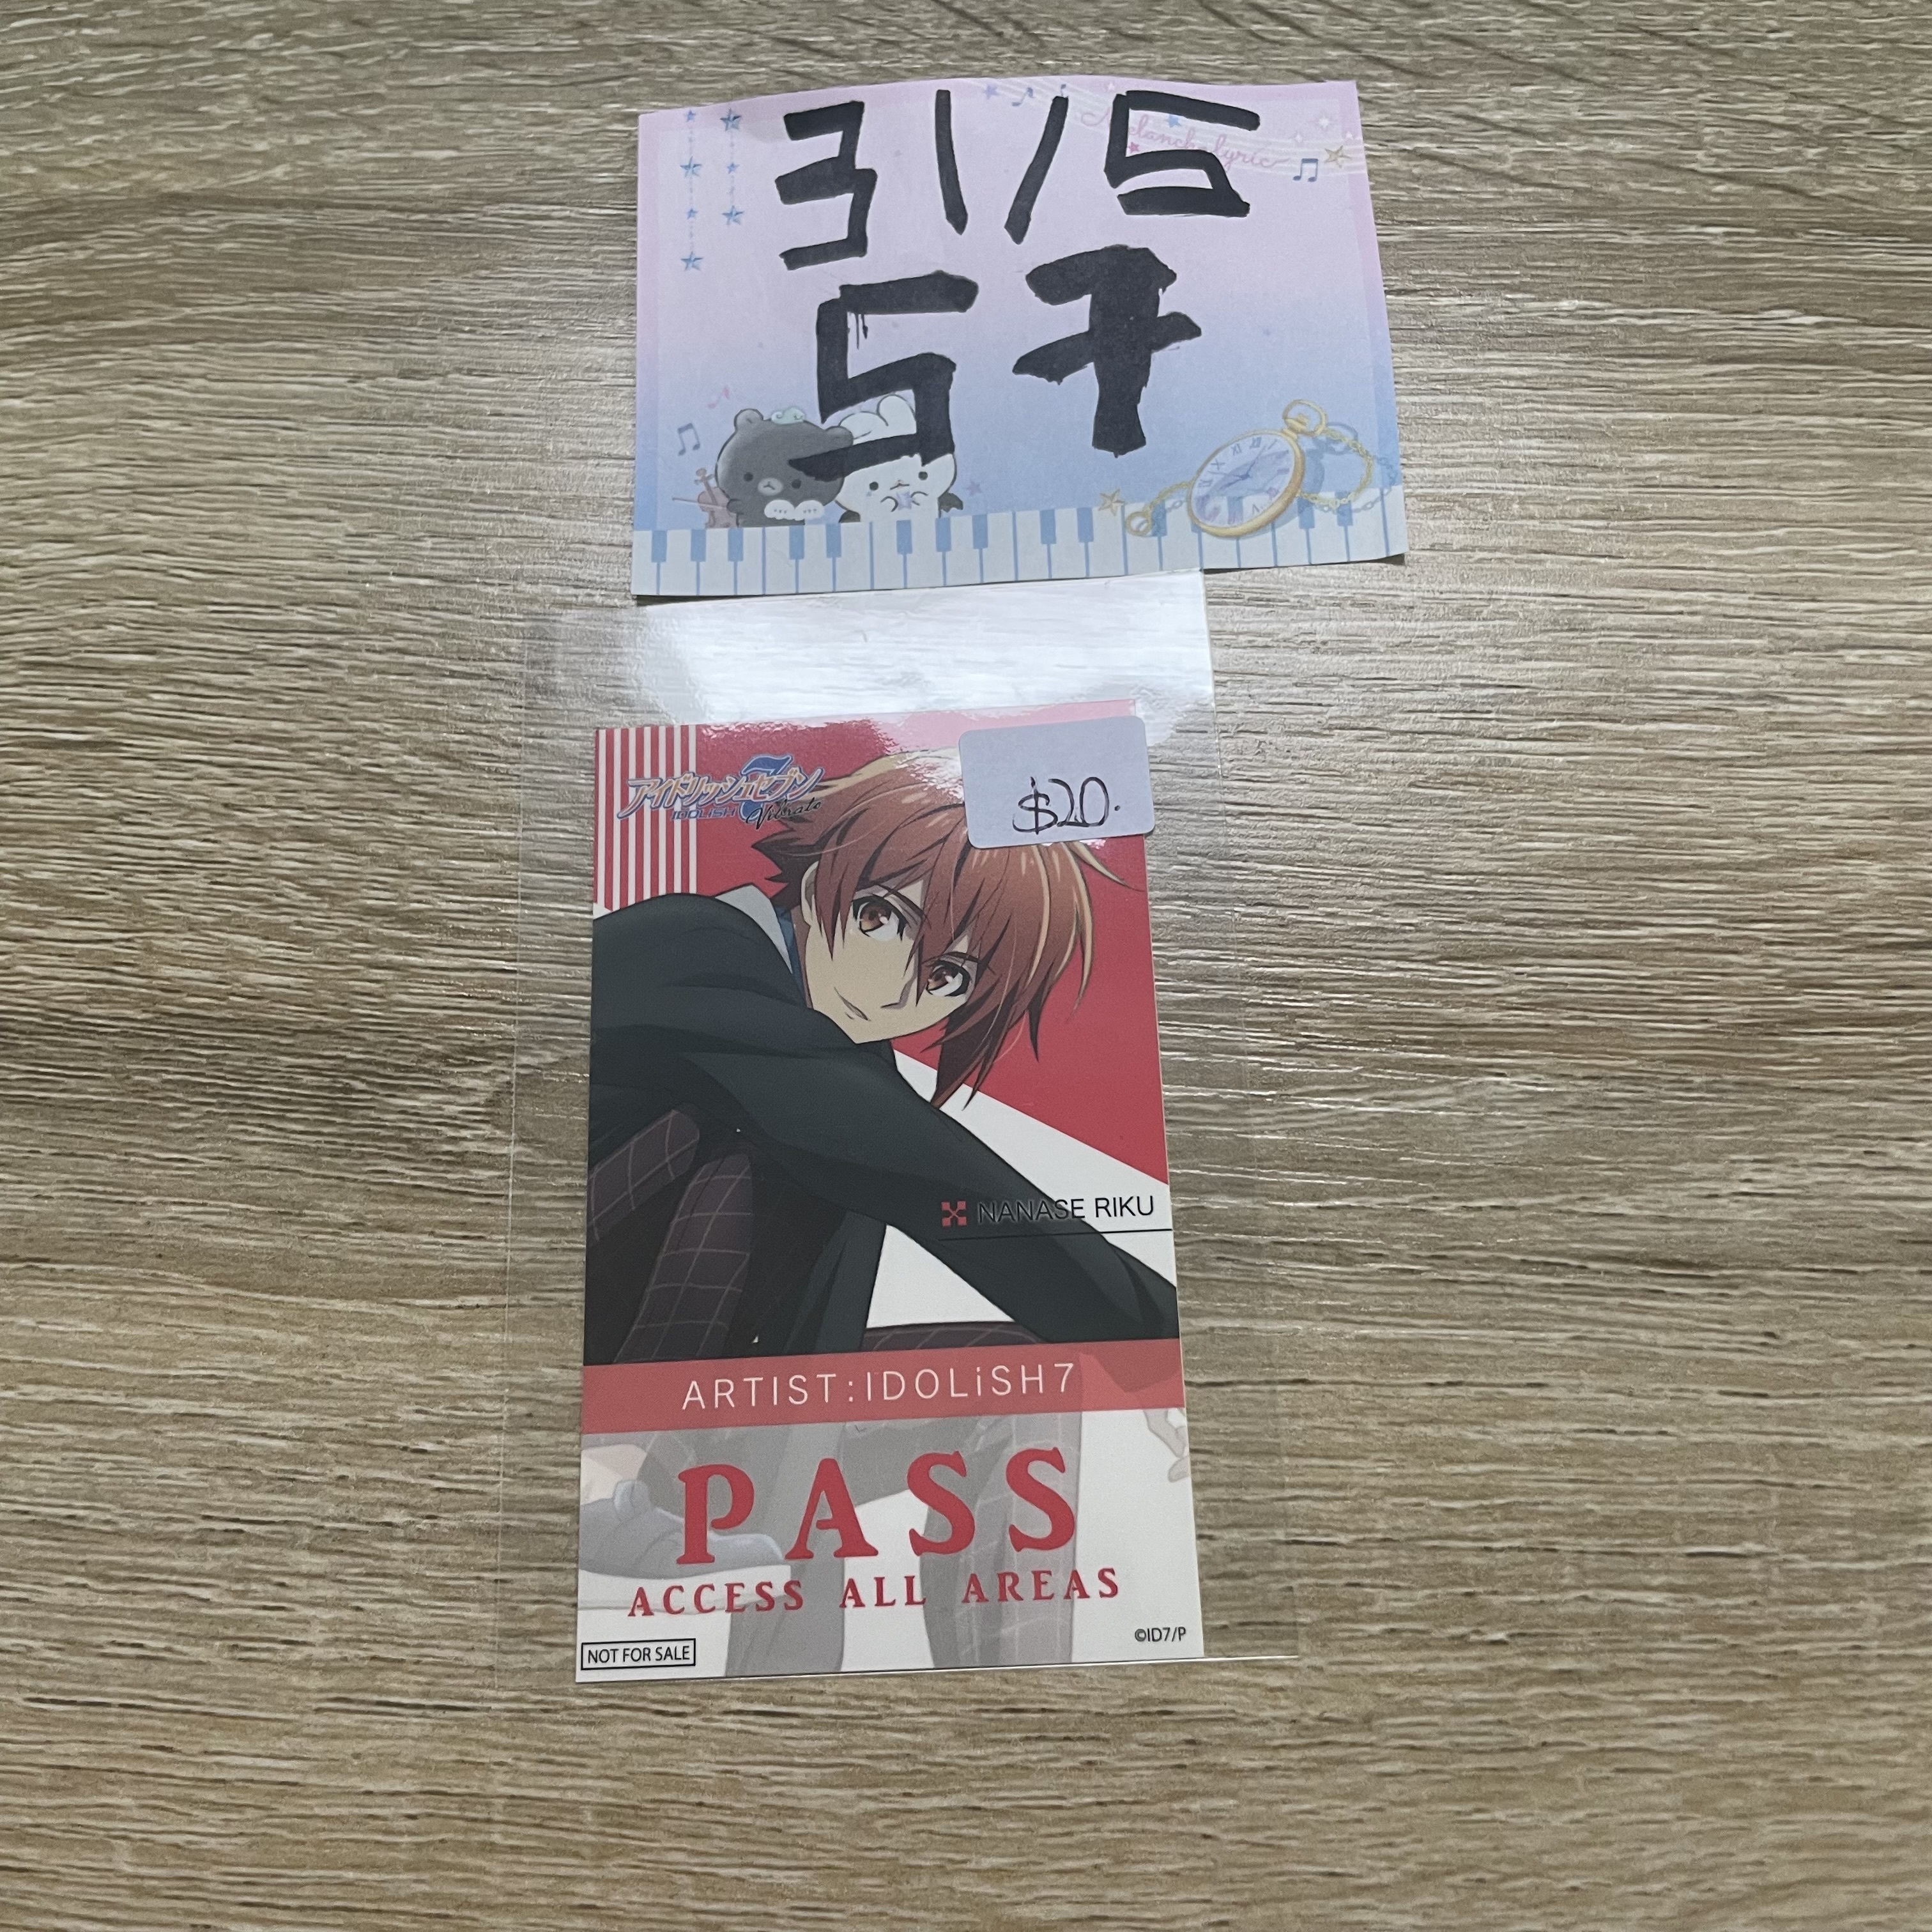 Melancholyric
31/5
57
アイドリッシュセブン
IDOLiSH7
Vibrato
$20.
NANASE RIKU
ARTIST:IDOLiSH7
PASS
ACCESS ALL AREAS
NOT FOR SALE
©ID7/P